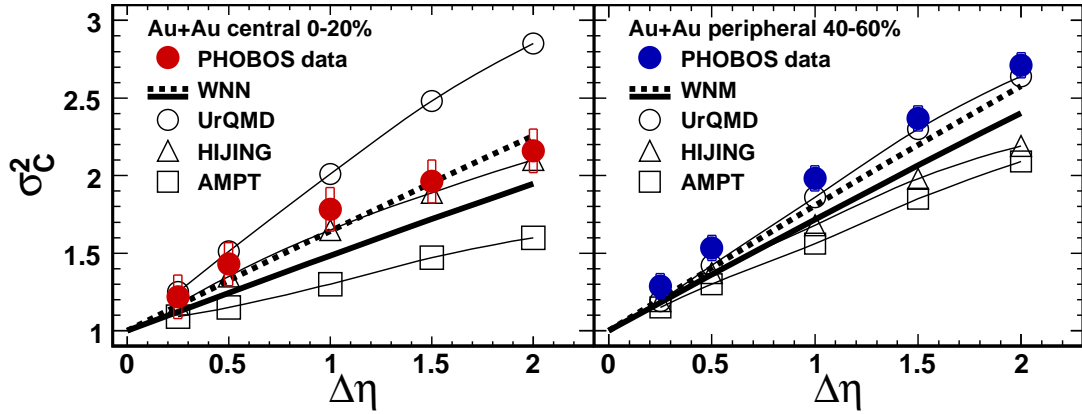 Au+Au central 0-20%
PHOBOS data
WNN
UrQMD
HIJING
AMPT
Au+Au peripheral 40-60%
PHOBOS data
WNM
UrQMD
HIJING
AMPT
σ_C^2
3
2.5
2
1.5
1
0 0.5 1 1.5 2
0 0.5 1 1.5 2
Δη
Δη